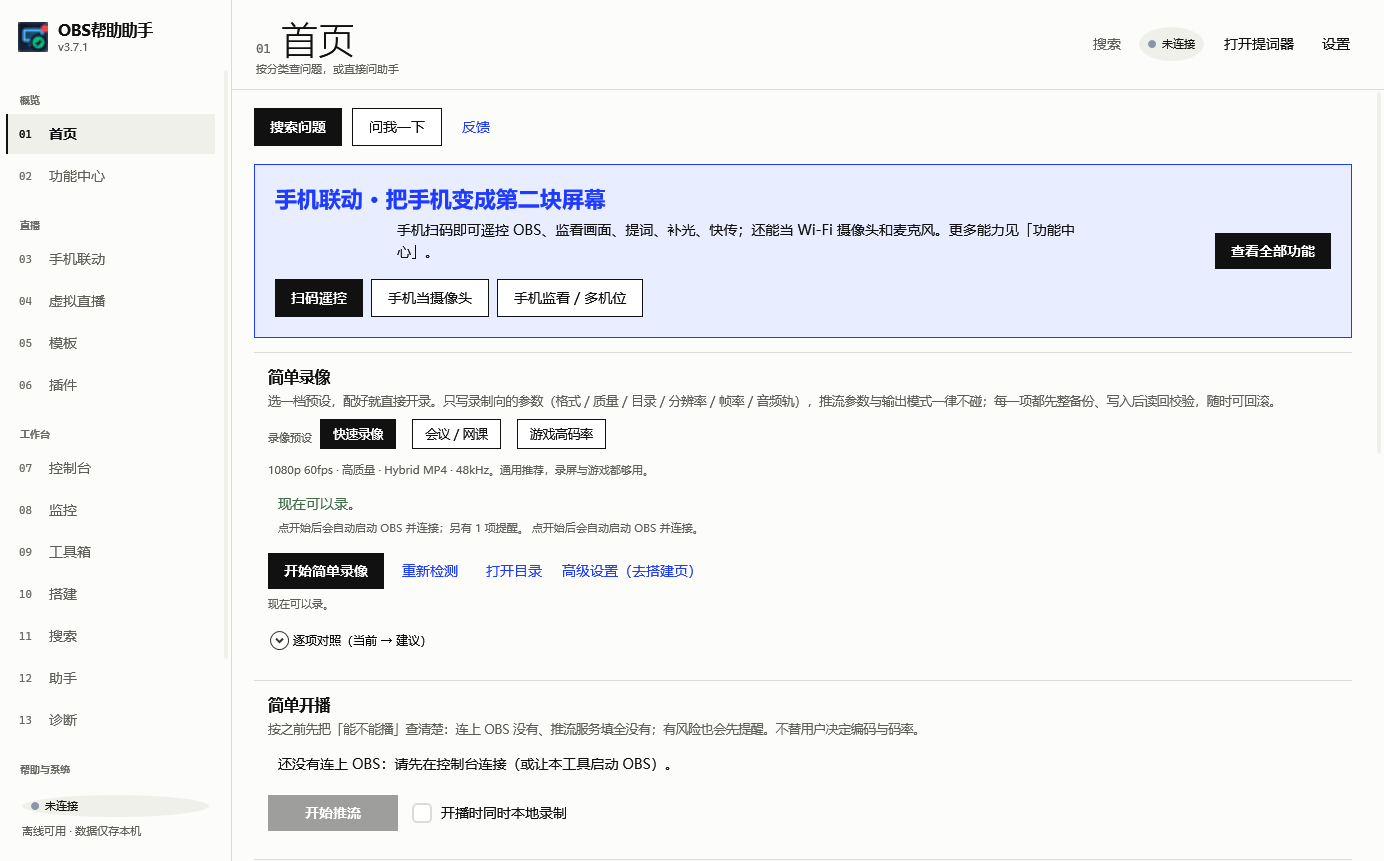 OBS帮助助手
v3.7.1
概览
01 首页
02 功能中心
直播
03 手机联动
04 虚拟直播
05 模板
06 插件
工作台
07 控制台
08 监控
09 工具箱
10 搭建
11 搜索
12 助手
13 诊断
帮助与系统
未连接
离线可用 · 数据仅存本机
01 首页
按分类查问题，或直接问助手
搜索 未连接 打开提词器 设置
搜索问题 问我一下 反馈
手机联动 · 把手机变成第二块屏幕
手机扫码即可遥控 OBS、监看画面、提词、补光、快传；还能当 Wi-Fi 摄像头和麦克风。更多能力见「功能中
心」。
查看全部功能
扫码遥控 手机当摄像头 手机监看 / 多机位
简单录像
选一档预设，配好就直接开录。只写录制向的参数（格式 / 质量 / 目录 / 分辨率 / 帧率 / 音频轨），推流参数与输出模式一律不碰；每一项都先整备份、写入后读回校验，随时可回滚。
录像预设 快速录像 会议 / 网课 游戏高码率
1080p 60fps · 高质量 · Hybrid MP4 · 48kHz。通用推荐，录屏与游戏都够用。
现在可以录。
点开始后会自动启动 OBS 并连接；另有 1 项提醒。 点开始后会自动启动 OBS 并连接。
开始简单录像 重新检测 打开目录 高级设置（去搭建页）
现在可以录。
逐项对照（当前 → 建议）
简单开播
按之前先把「能不能播」查清楚：连上 OBS 没有、推流服务填全没有；有风险也会先提醒。不替用户决定编码与码率。
还没有连上 OBS：请先在控制台连接（或让本工具启动 OBS）。
开始推流 开播时同时本地录制